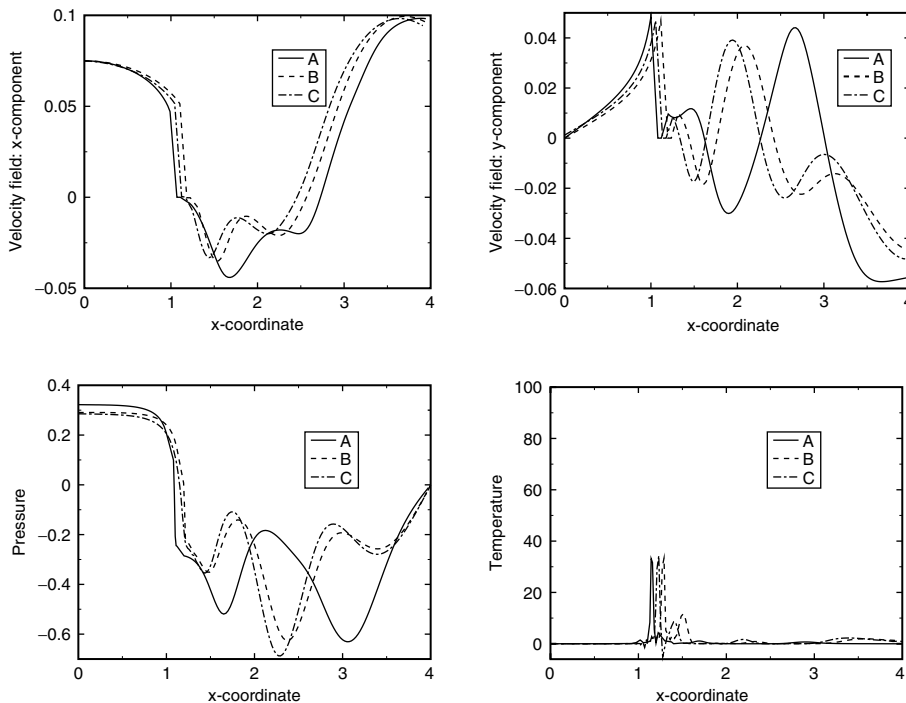 Velocity field: x-component
0.1
0.05
0
−0.05
0
1
2
3
4
x-coordinate
A
B
C
Velocity field: y-component
0.04
0.02
0
−0.02
−0.04
−0.06
0
1
2
3
4
x-coordinate
A
B
C
Pressure
0.4
0.2
0
−0.2
−0.4
−0.6
0
1
2
3
4
x-coordinate
A
B
C
Temperature
100
80
60
40
20
0
0
1
2
3
4
x-coordinate
A
B
C